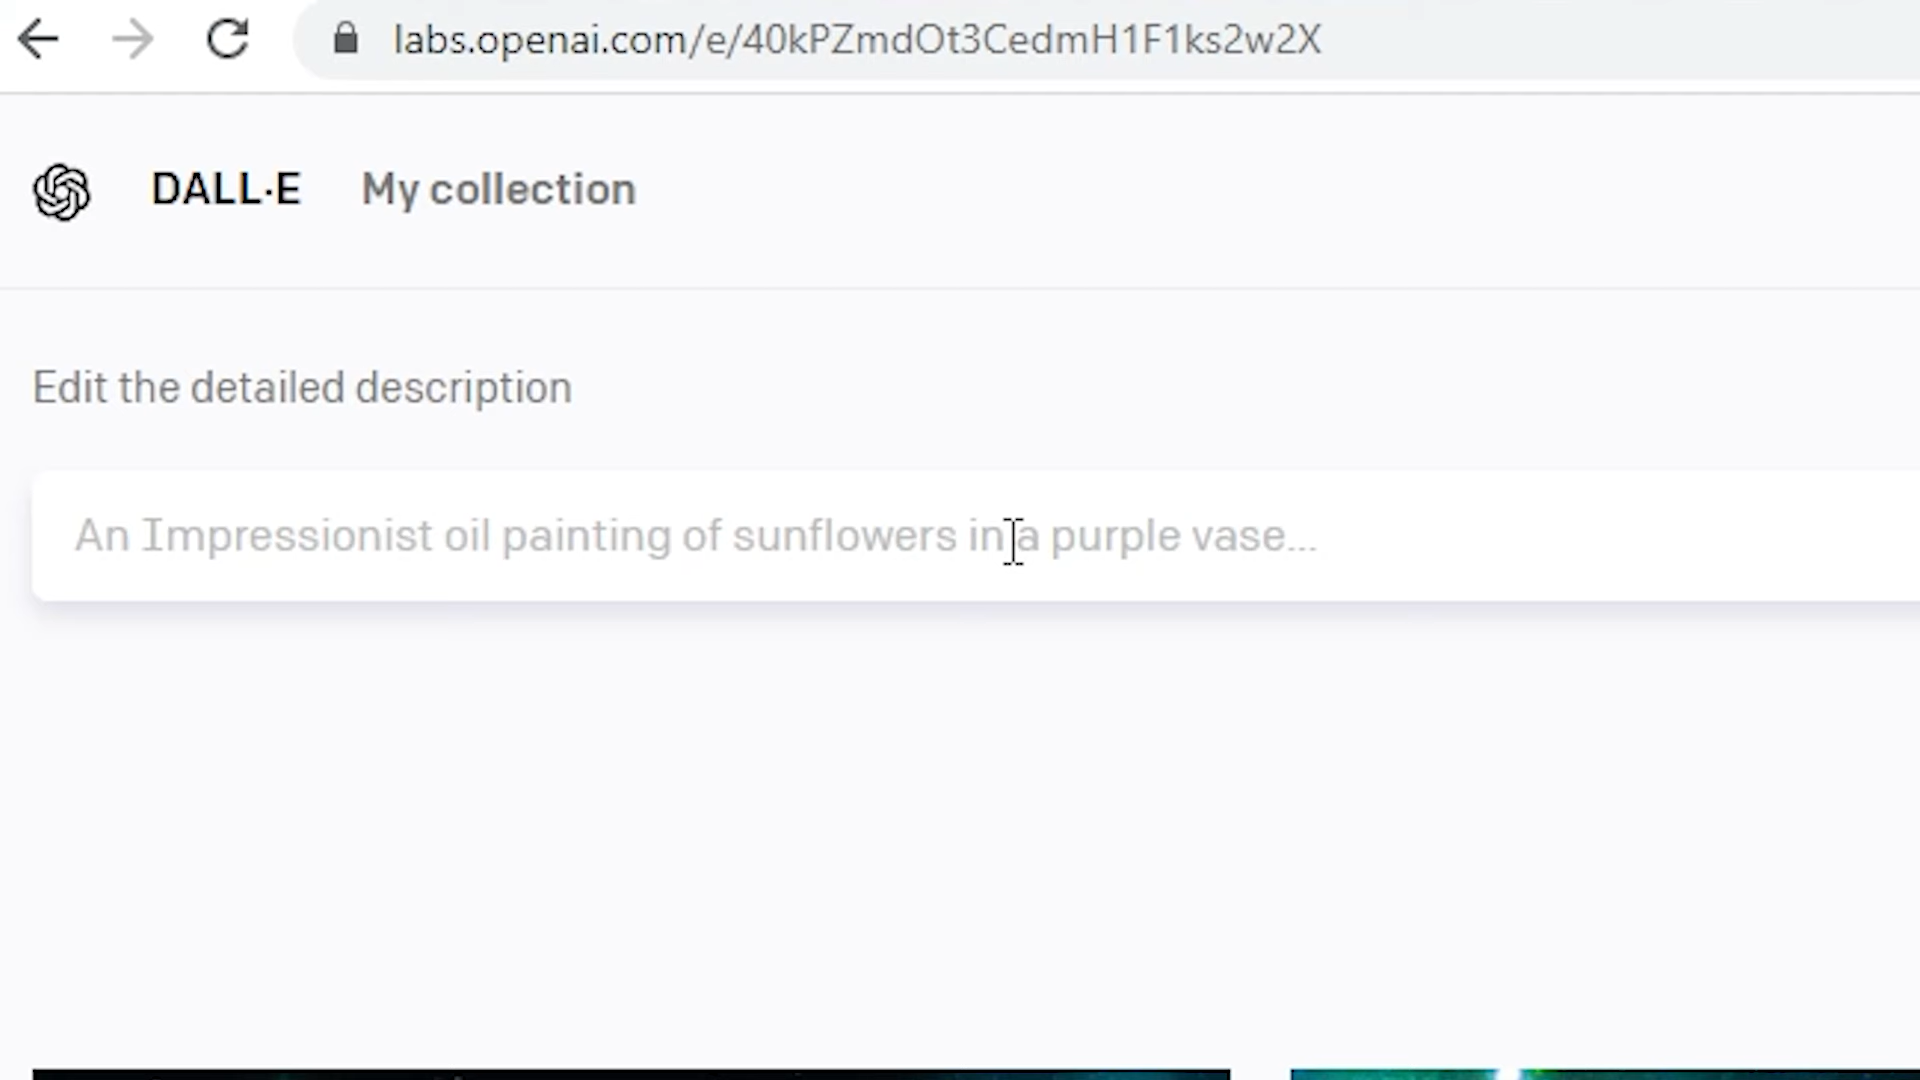 labs.openai.com/e/40kPZmdOt3CedmH1F1ks2w2X
DALL·E My collection
Edit the detailed description
An Impressionist oil painting of sunflowers in a purple vase...